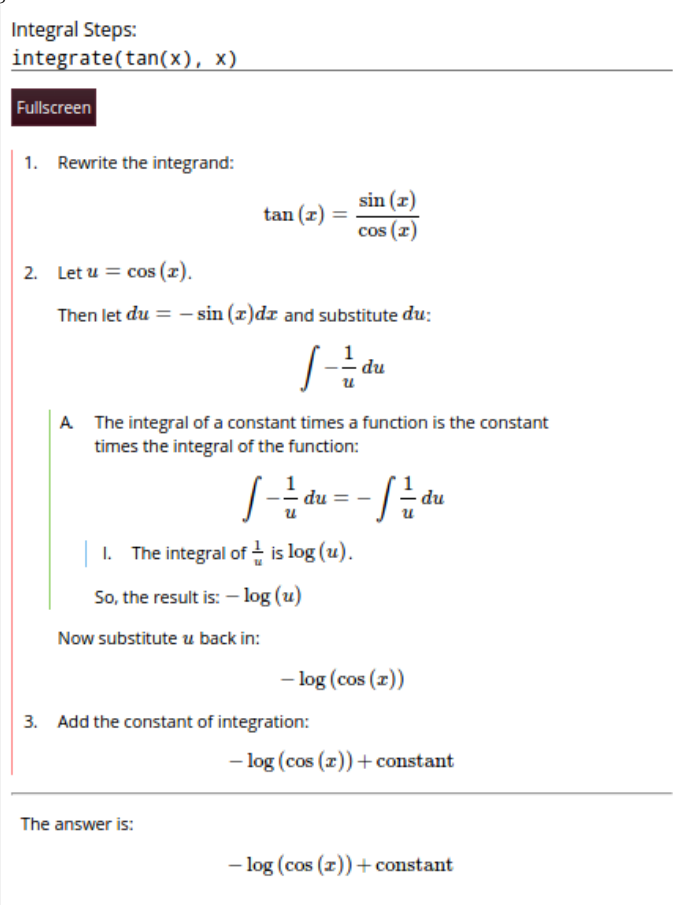 Integral Steps:
integrate(tan(x), x)
Fullscreen
1. Rewrite the integrand:
tan (x) = sin (x) / cos (x)
2. Let u = cos (x).
Then let du = − sin (x)dx and substitute du:
∫ −1/u du
A. The integral of a constant times a function is the constant
times the integral of the function:
∫ −1/u du = − ∫ 1/u du
I. The integral of 1/u is log (u).
So, the result is: − log (u)
Now substitute u back in:
− log (cos (x))
3. Add the constant of integration:
− log (cos (x)) + constant
The answer is:
− log (cos (x)) + constant